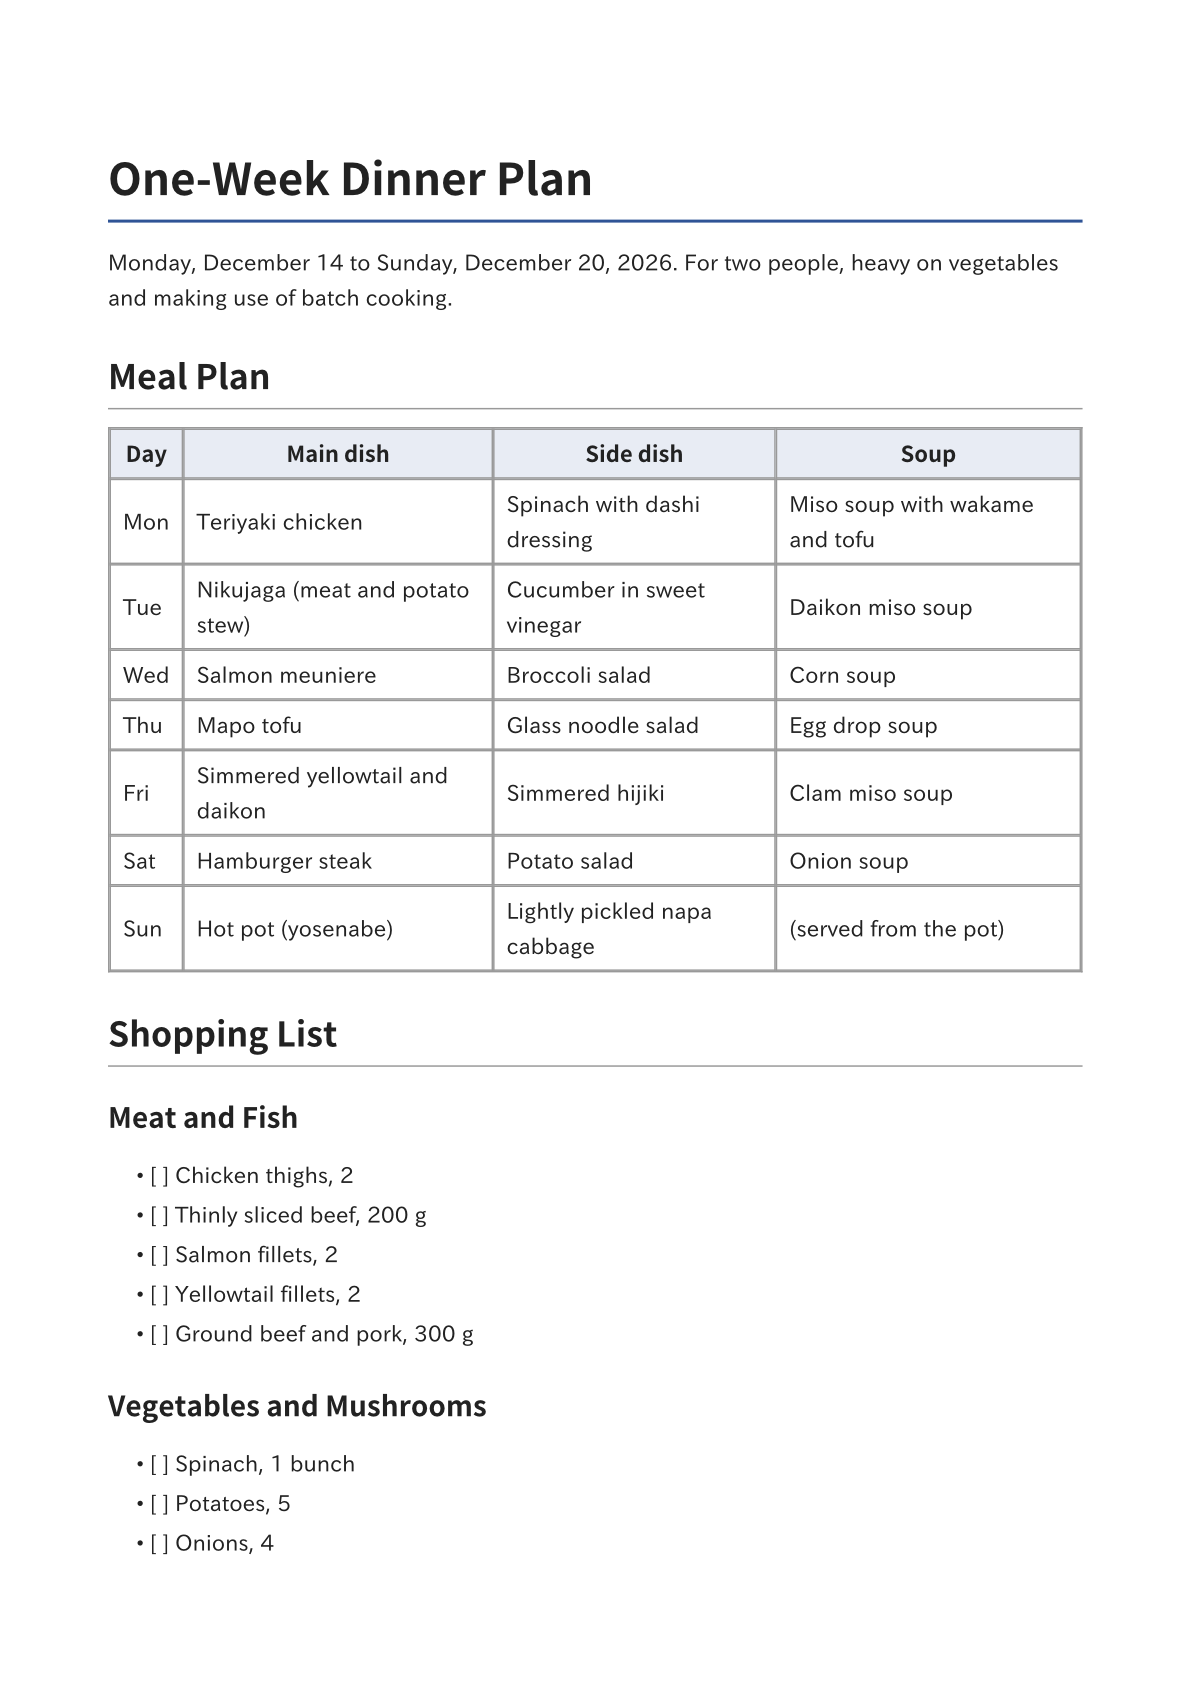 One-Week Dinner Plan
Monday, December 14 to Sunday, December 20, 2026. For two people, heavy on vegetables
and making use of batch cooking.
Meal Plan
Day Main dish Side dish Soup
Mon Teriyaki chicken Spinach with dashi dressing Miso soup with wakame and tofu
Tue Nikujaga (meat and potato stew) Cucumber in sweet vinegar Daikon miso soup
Wed Salmon meuniere Broccoli salad Corn soup
Thu Mapo tofu Glass noodle salad Egg drop soup
Fri Simmered yellowtail and daikon Simmered hijiki Clam miso soup
Sat Hamburger steak Potato salad Onion soup
Sun Hot pot (yosenabe) Lightly pickled napa cabbage (served from the pot)
Shopping List
Meat and Fish
• [ ] Chicken thighs, 2
• [ ] Thinly sliced beef, 200 g
• [ ] Salmon fillets, 2
• [ ] Yellowtail fillets, 2
• [ ] Ground beef and pork, 300 g
Vegetables and Mushrooms
• [ ] Spinach, 1 bunch
• [ ] Potatoes, 5
• [ ] Onions, 4